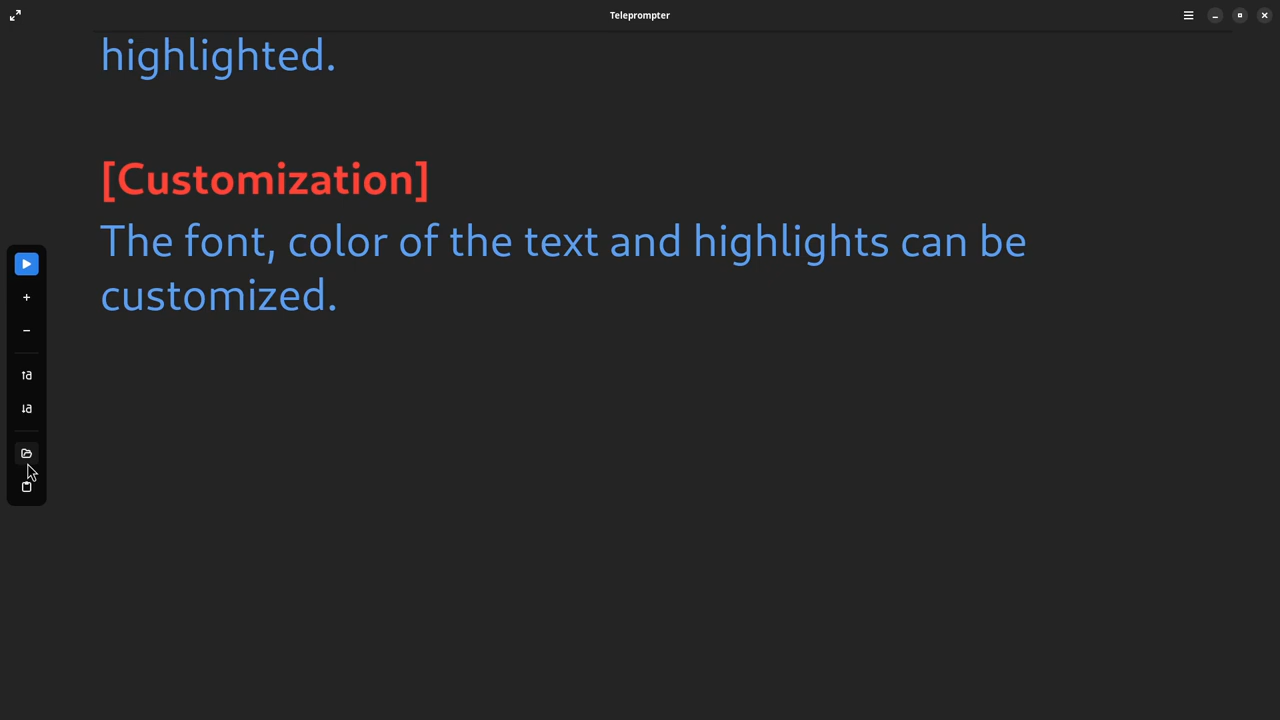 Teleprompter
highlighted.
[Customization]
The font, color of the text and highlights can be
customized.
+
−
↑a
↓a